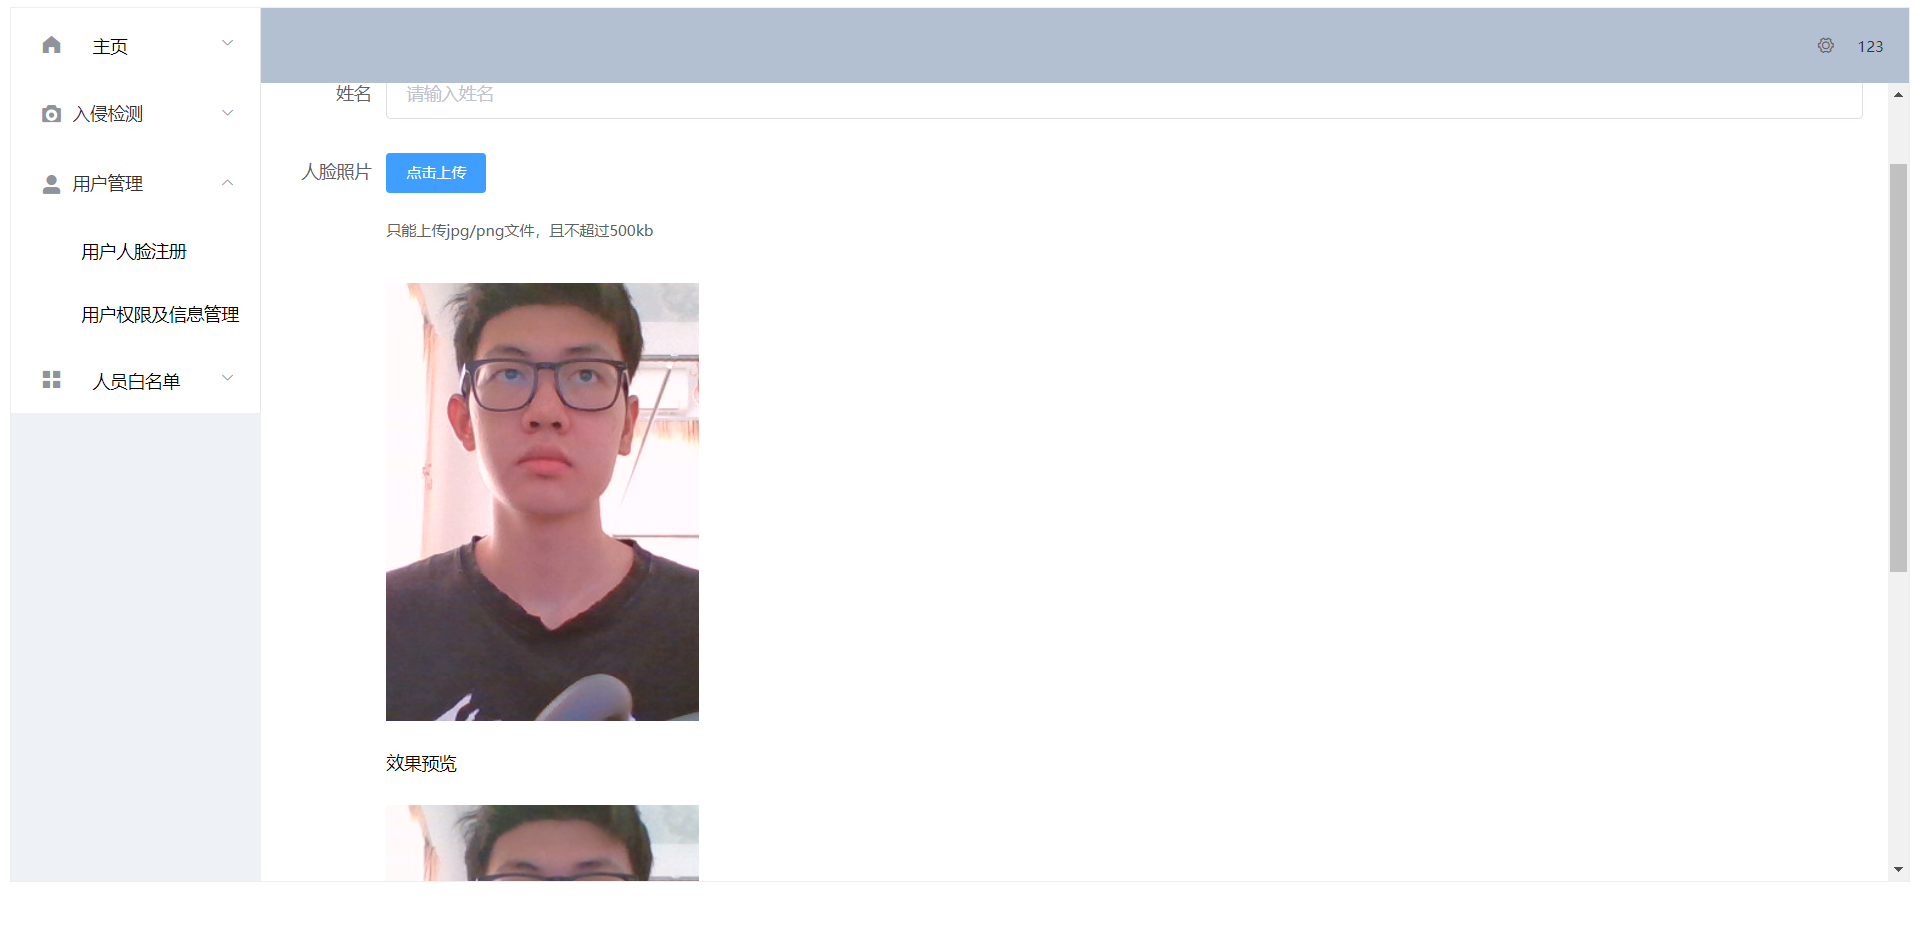 主页
入侵检测
用户管理
用户人脸注册
用户权限及信息管理
人员白名单
123
姓名
请输入姓名
人脸照片
点击上传
只能上传jpg/png文件，且不超过500kb
效果预览